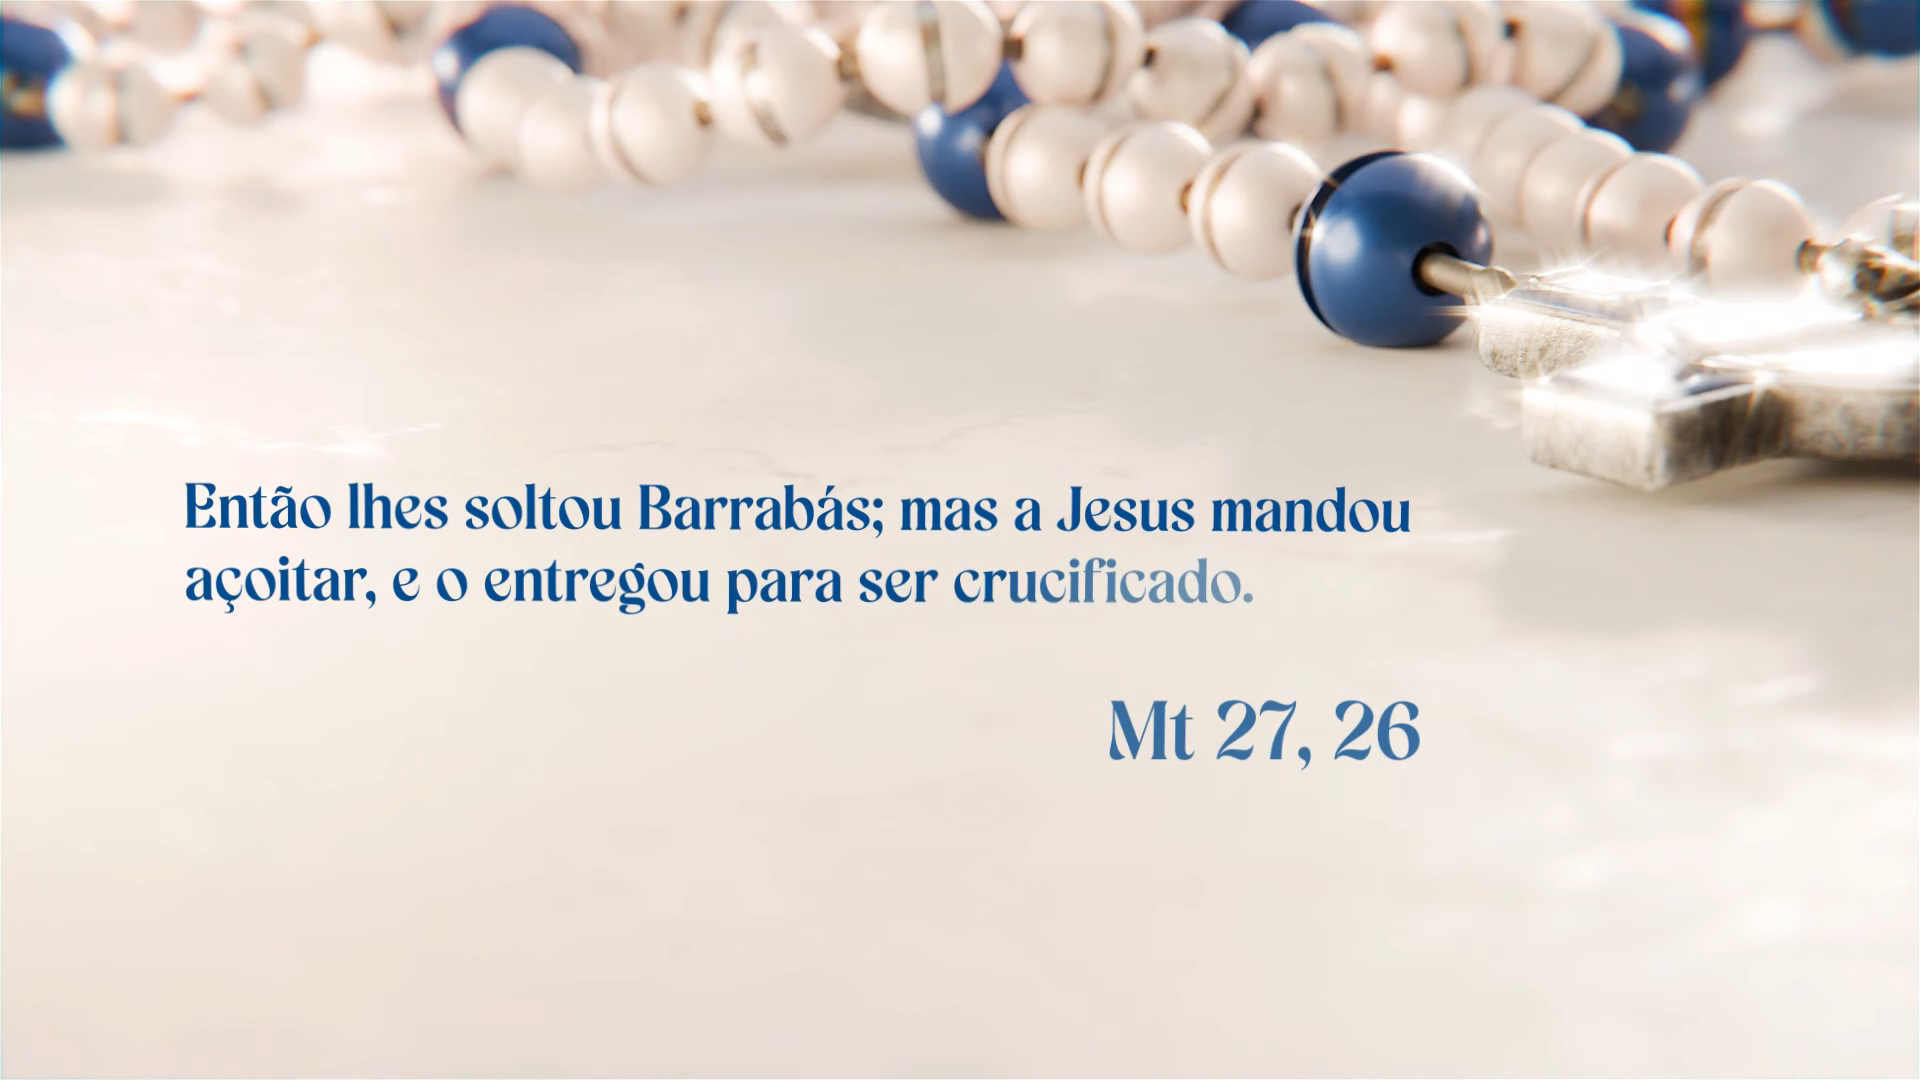 Então lhes soltou Barrabás; mas a Jesus mandou
açoitar, e o entregou para ser crucificado.
Mt 27, 26